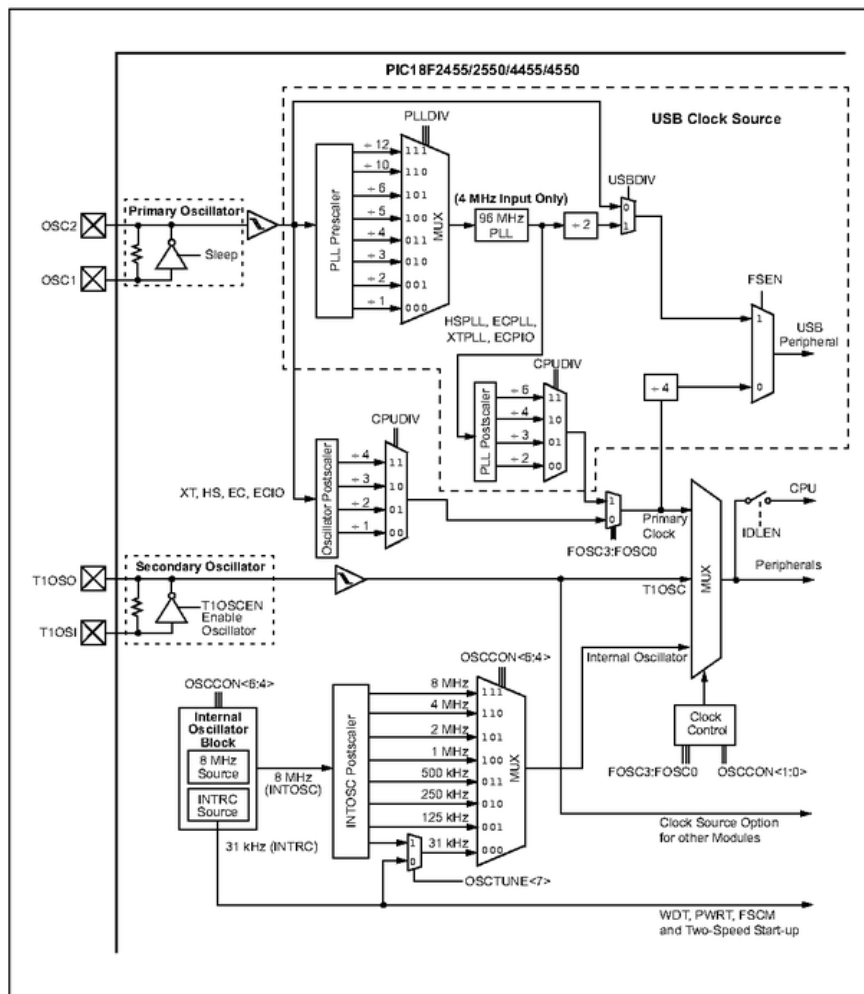 PIC18F2455/2550/4455/4550
USB Clock Source
PLLDIV
÷ 12
111
÷ 10
110
÷ 6
101
÷ 5
100
÷ 4
011
÷ 3
010
÷ 2
001
÷ 1
000
PLL Prescaler
MUX
(4 MHz Input Only)
96 MHz
PLL
÷ 2
USBDIV
0
1
Primary Oscillator
OSC2
Sleep
OSC1
FSEN
1
USB
Peripheral
0
÷ 4
HSPLL, ECPLL,
XTPLL, ECPIO
CPUDIV
÷ 6
11
÷ 4
10
÷ 3
01
÷ 2
00
PLL Postscaler
CPUDIV
÷ 4
11
÷ 3
10
÷ 2
01
÷ 1
00
Oscillator Postscaler
XT, HS, EC, ECIO
1
0
Primary
Clock
FOSC3:FOSC0
CPU
IDLEN
Peripherals
MUX
Secondary Oscillator
T1OSO
T1OSCEN
Enable
Oscillator
T1OSI
T1OSC
Internal Oscillator
OSCCON<6:4>
OSCCON<6:4>
Internal
Oscillator
Block
8 MHz
Source
INTRC
Source
8 MHz
(INTOSC)
31 kHz (INTRC)
INTOSC Postscaler
8 MHz
111
4 MHz
110
2 MHz
101
1 MHz
100
500 kHz
011
250 kHz
010
125 kHz
001
1
0
31 kHz
000
MUX
OSCTUNE<7>
Clock
Control
FOSC3:FOSC0
OSCCON<1:0>
Clock Source Option
for other Modules
WDT, PWRT, FSCM
and Two-Speed Start-up